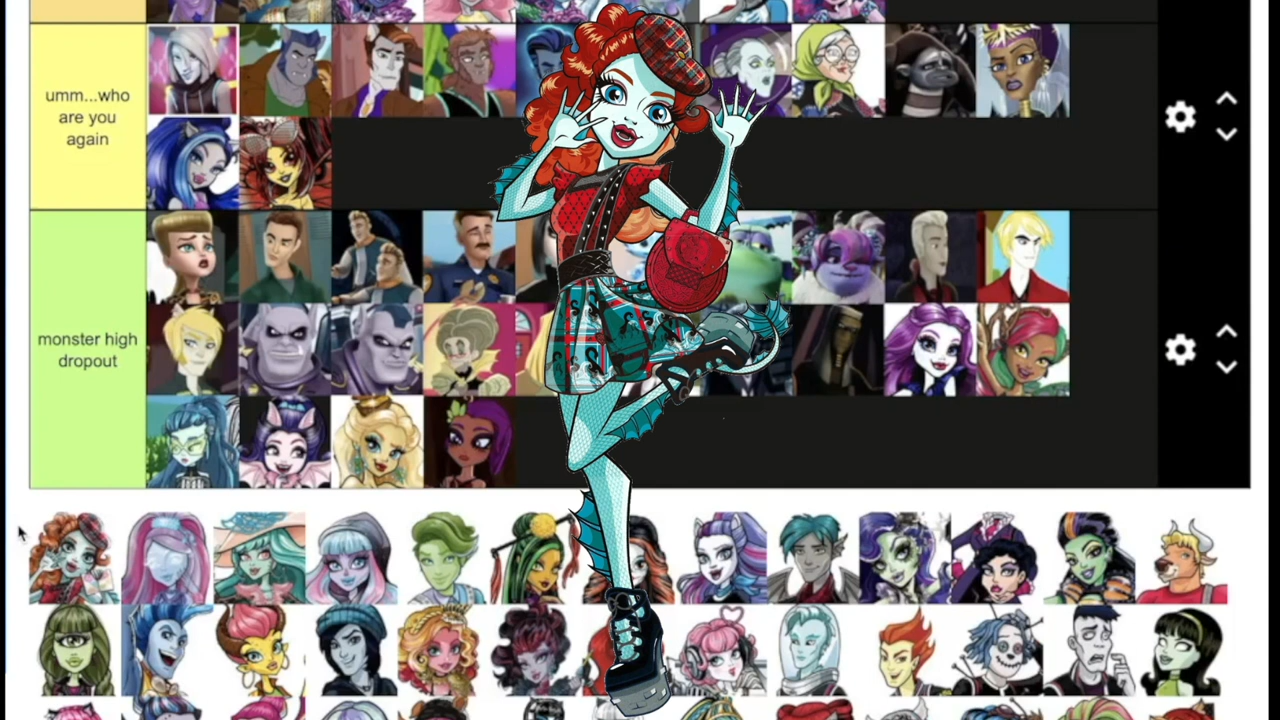 umm...who
are you
again
monster high
dropout